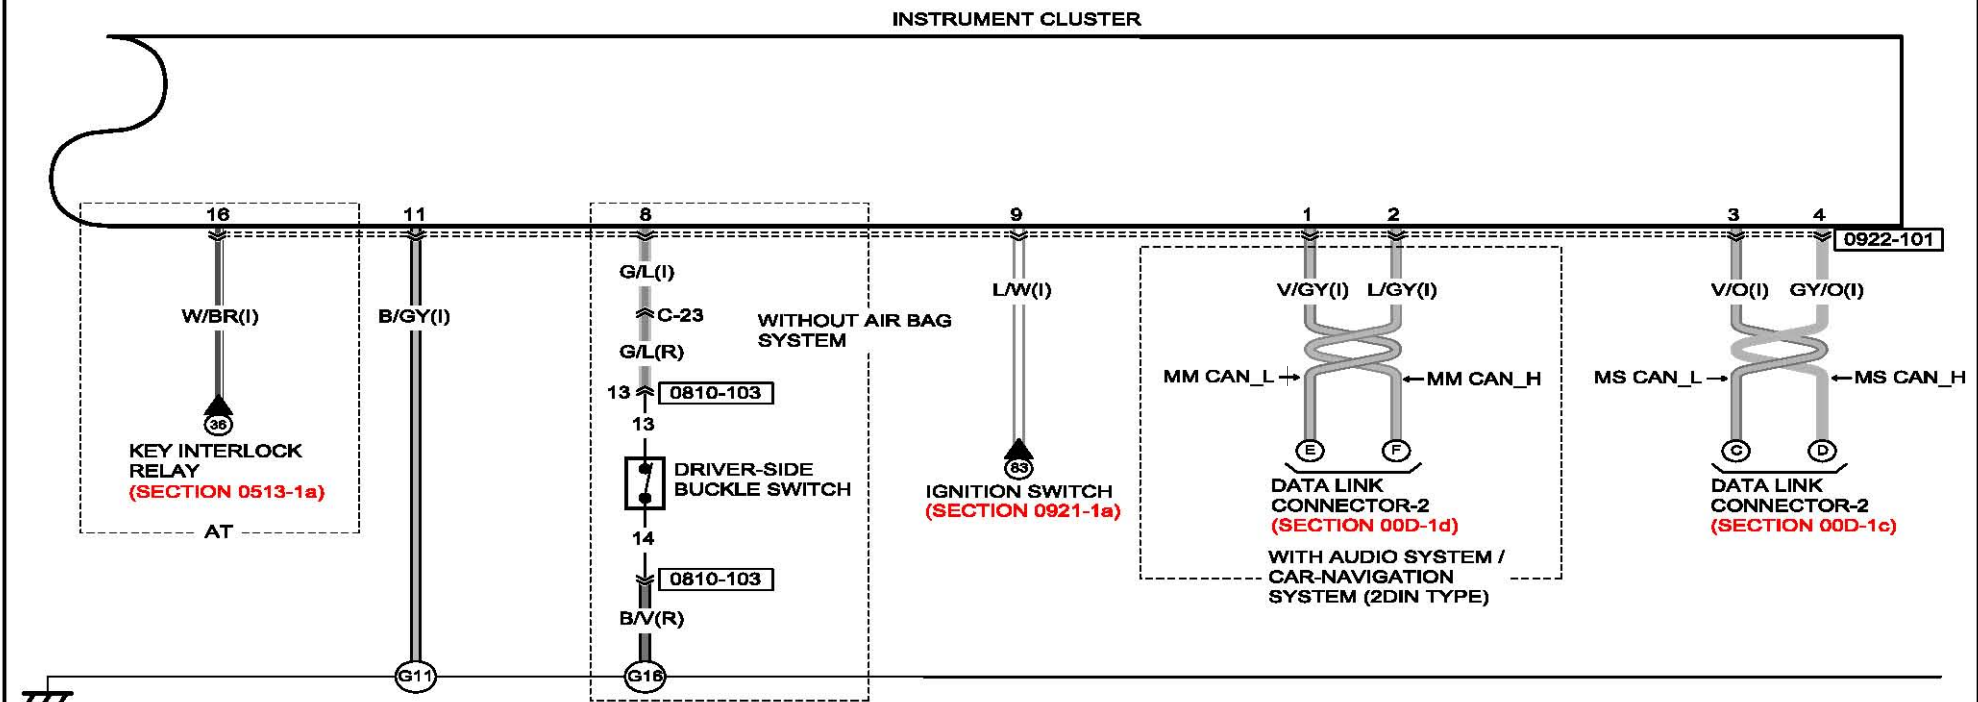 INSTRUMENT CLUSTER
16
11
8
9
1
2
3
4
0922-101
G/L(I)
W/BR(I)
B/GY(I)
L/W(I)
V/GY(I)
L/GY(I)
V/O(I)
GY/O(I)
C-23
WITHOUT AIR BAG
SYSTEM
G/L(R)
13
0810-103
13
MM CAN_L
MM CAN_H
MS CAN_L
MS CAN_H
36
KEY INTERLOCK
RELAY
(SECTION 0513-1a)
AT
DRIVER-SIDE
BUCKLE SWITCH
14
0810-103
B/V(R)
83
IGNITION SWITCH
(SECTION 0921-1a)
E
F
DATA LINK
CONNECTOR-2
(SECTION 00D-1d)
WITH AUDIO SYSTEM /
CAR-NAVIGATION
SYSTEM (2DIN TYPE)
C
D
DATA LINK
CONNECTOR-2
(SECTION 00D-1c)
G11
G16